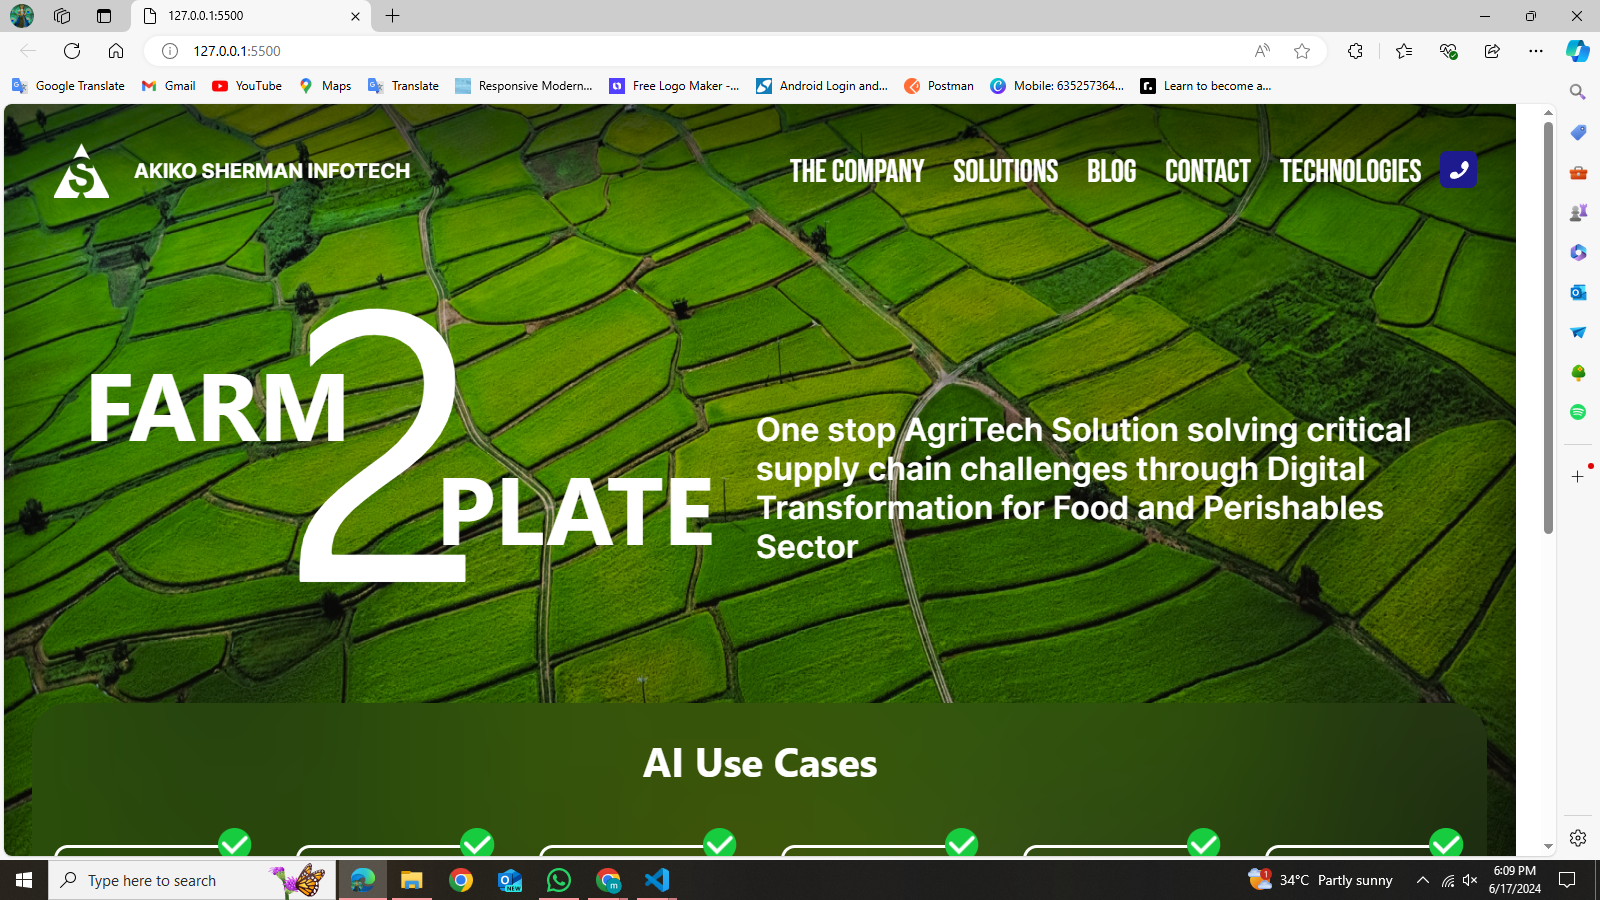 127.0.0.1:5500
127.0.0.1:5500
Google Translate
Gmail
YouTube
Maps
Translate
Responsive Modern...
Free Logo Maker -...
Android Login and...
Postman
Mobile: 635257364...
Learn to become a...
S
AKIKO SHERMAN INFOTECH
THE COMPANY
SOLUTIONS
BLOG
CONTACT
TECHNOLOGIES
FARM
2
PLATE
One stop AgriTech Solution solving critical
supply chain challenges through Digital
Transformation for Food and Perishables
Sector
AI Use Cases
Type here to search
NEW
m
1
34°C Partly sunny
6:09 PM
6/17/2024